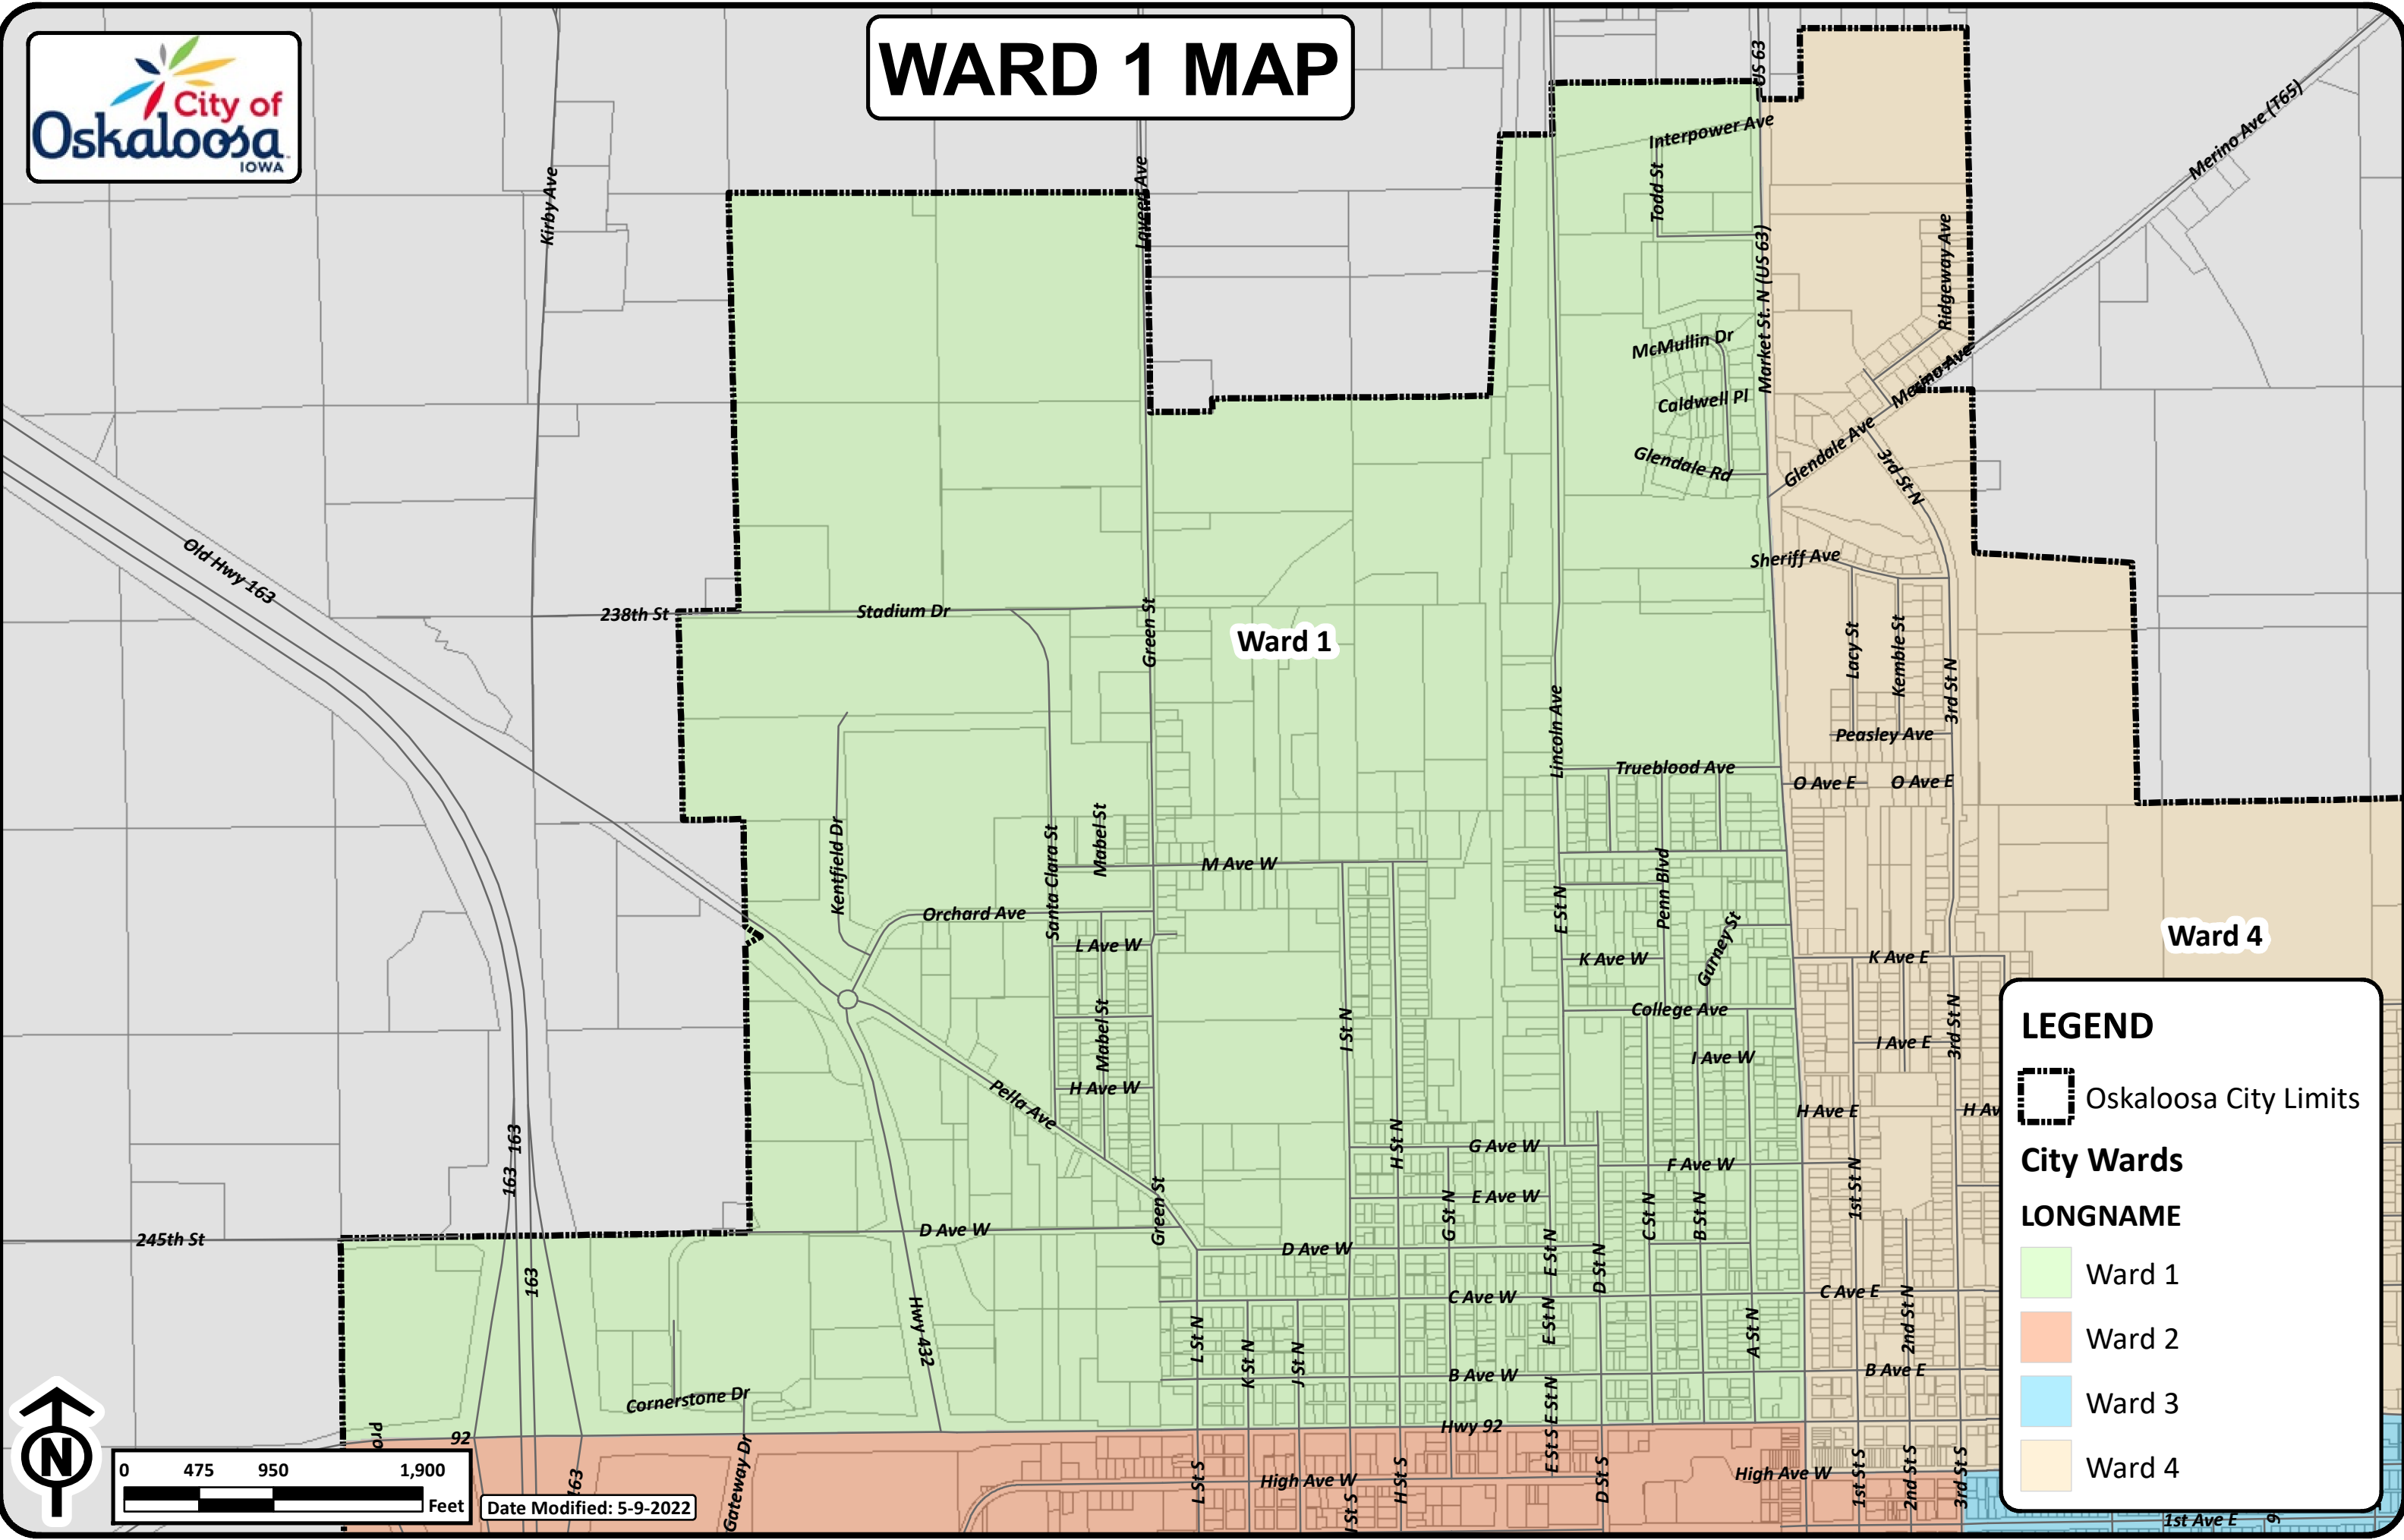 WARD 1 MAP
City of
Oskaloosa
IOWA
US 63
Kirby Ave
Laveen Ave
Interpower Ave
Todd St
Merino Ave (T65)
Market St. N (US 63)
Ridgeway Ave
McMullin Dr
Caldwell Pl
Merino Ave
Glendale Ave
Glendale Rd
3rd St N
Old Hwy 163
Sheriff Ave
238th St
Stadium Dr
Green St
Ward 1
Lacy St
Kemble St
3rd St N
Lincoln Ave
Peasley Ave
Trueblood Ave
O Ave E
O Ave E
Kentfield Dr
Santa Clara St
Mabel St
M Ave W
Penn Blvd
E St N
Orchard Ave
Gurney St
L Ave W
K Ave W
K Ave E
Ward 4
College Ave
Mabel St
I St N
3rd St N
I Ave W
I Ave E
H Ave W
Pella Ave
H Ave E
H Av
163
163
H St N
G Ave W
F Ave W
1st St N
E Ave W
G St N
C St N
B St N
Green St
245th St
D Ave W
D Ave W
E St N
D St N
163
C Ave W
C Ave E
Hwy 432
L St N
K St N
J St N
E St N
A St N
2nd St N
B Ave W
B Ave E
Cornerstone Dr
E St N
Hwy 92
pro
92
Gateway Dr
163
L St S
High Ave W
I St S
H St S
E St S
D St S
High Ave W
1st St S
2nd St S
3rd St S
1st Ave E
9
LEGEND
Oskaloosa City Limits
City Wards
LONGNAME
Ward 1
Ward 2
Ward 3
Ward 4
N
0 475 950 1,900
Feet
Date Modified: 5-9-2022